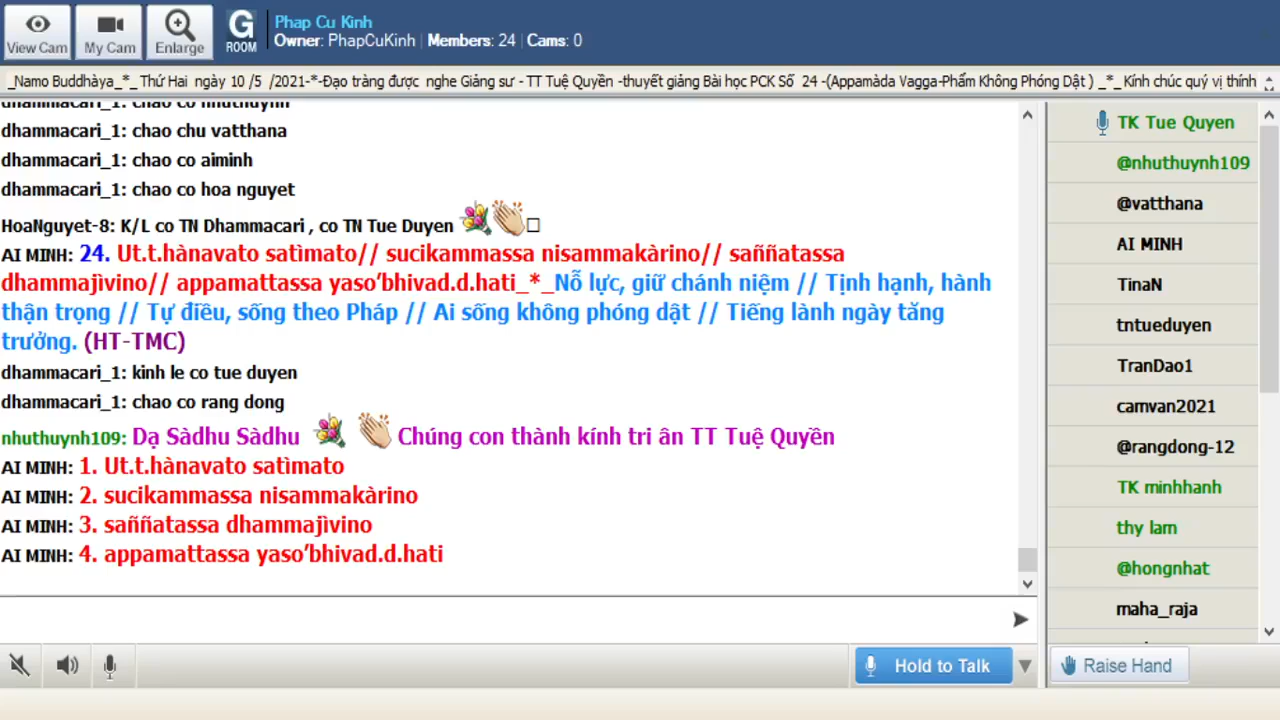 View Cam
My Cam
Enlarge
G
ROOM
Phap Cu Kinh
Owner: PhapCuKinh | Members: 24 | Cams: 0
_Namo Buddhàya_*_ Thứ Hai ngày 10 /5 /2021-*-Đạo tràng được nghe Giảng sư - TT Tuệ Quyền -thuyết giảng Bài học PCK Số 24 -(Appamàda Vagga-Phẩm Không Phóng Dật ) _*_ Kính chúc quý vị thính
dhammacari_1: chao co nhuthuynh
dhammacari_1: chao chu vatthana
dhammacari_1: chao co aiminh
dhammacari_1: chao co hoa nguyet
HoaNguyet-8: K/L co TN Dhammacari , co TN Tue Duyen
AI MINH: 24. Ut.t.hànavato satìmato// sucikammassa nisammakàrino// saññatassa
dhammajìvino// appamattassa yaso’bhivad.d.hati_*_Nỗ lực, giữ chánh niệm // Tịnh hạnh, hành
thận trọng // Tự điều, sống theo Pháp // Ai sống không phóng dật // Tiếng lành ngày tăng
trưởng. (HT-TMC)
dhammacari_1: kinh le co tue duyen
dhammacari_1: chao co rang dong
nhuthuynh109: Dạ Sàdhu Sàdhu Chúng con thành kính tri ân TT Tuệ Quyền
AI MINH: 1. Ut.t.hànavato satìmato
AI MINH: 2. sucikammassa nisammakàrino
AI MINH: 3. saññatassa dhammajìvino
AI MINH: 4. appamattassa yaso’bhivad.d.hati
TK Tue Quyen
@nhuthuynh109
@vatthana
AI MINH
TinaN
tntueduyen
TranDao1
camvan2021
@rangdong-12
TK minhhanh
thy lam
@hongnhat
maha_raja
Hold to Talk
Raise Hand